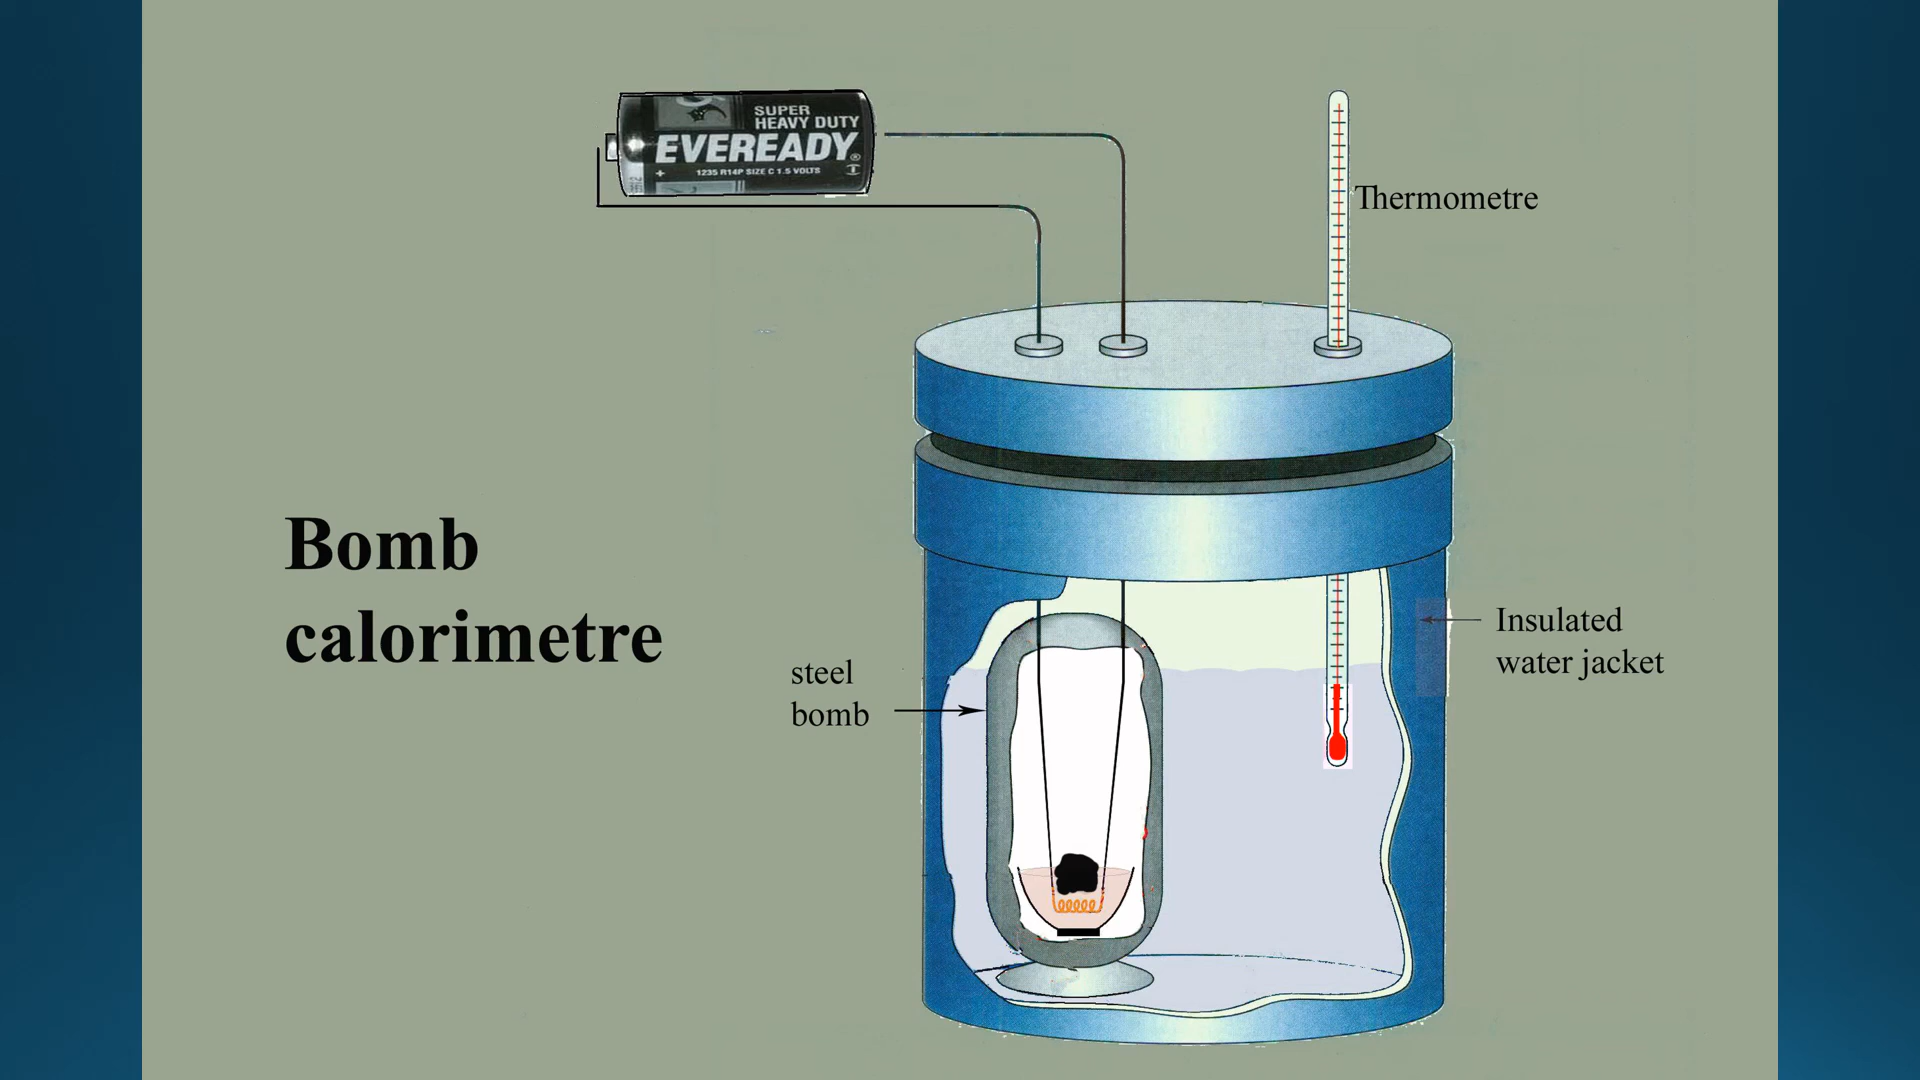 SUPER
HEAVY DUTY
EVEREADY®
+ 1235 R14P SIZE C 1.5 VOLTS
Thermometre
Bomb
calorimetre
steel
bomb
Insulated
water jacket